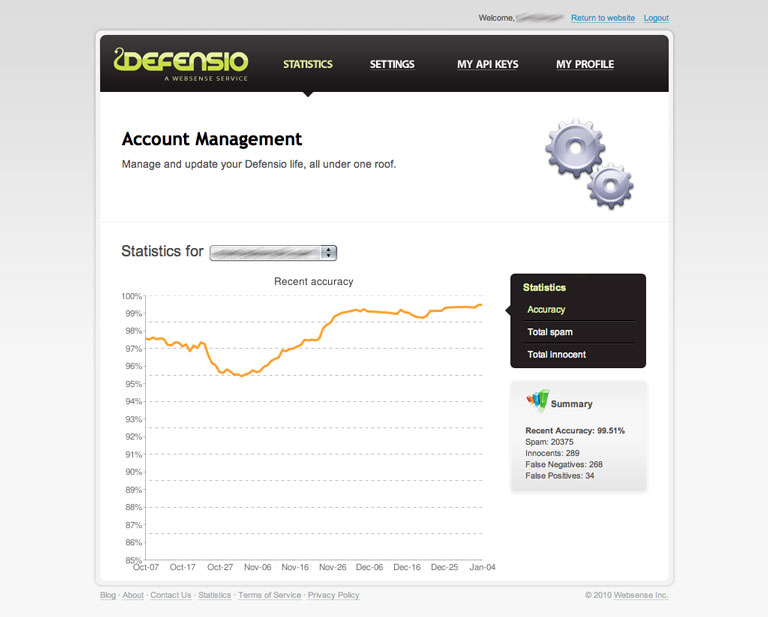 Welcome,
Return to website
Logout
DEFENSIO
A WEBSENSE SERVICE
STATISTICS
SETTINGS
MY API KEYS
MY PROFILE
Account Management
Manage and update your Defensio life, all under one roof.
Statistics for
Recent accuracy
100%
99%
98%
97%
96%
95%
94%
93%
92%
91%
90%
89%
88%
87%
86%
85%
Oct-07
Oct-17
Oct-27
Nov-06
Nov-16
Nov-26
Dec-06
Dec-16
Dec-25
Jan-04
Statistics
Accuracy
Total spam
Total innocent
Summary
Recent Accuracy: 99.51%
Spam: 20375
Innocents: 289
False Negatives: 268
False Positives: 34
Blog · About · Contact Us · Statistics · Terms of Service · Privacy Policy
© 2010 Websense Inc.